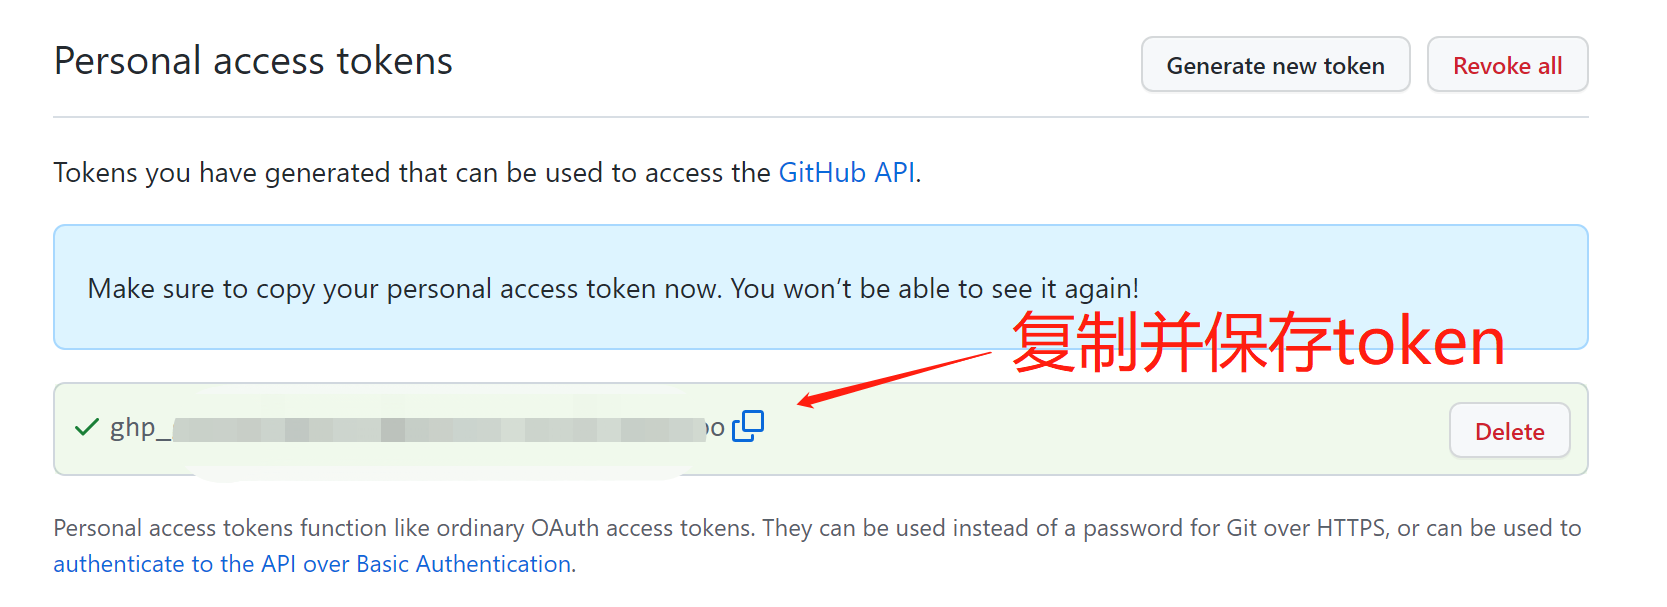 Personal access tokens
Generate new token
Revoke all
Tokens you have generated that can be used to access the GitHub API.
Make sure to copy your personal access token now. You won’t be able to see it again!
复制并保存token
ghp_
Delete
Personal access tokens function like ordinary OAuth access tokens. They can be used instead of a password for Git over HTTPS, or can be used to
authenticate to the API over Basic Authentication.